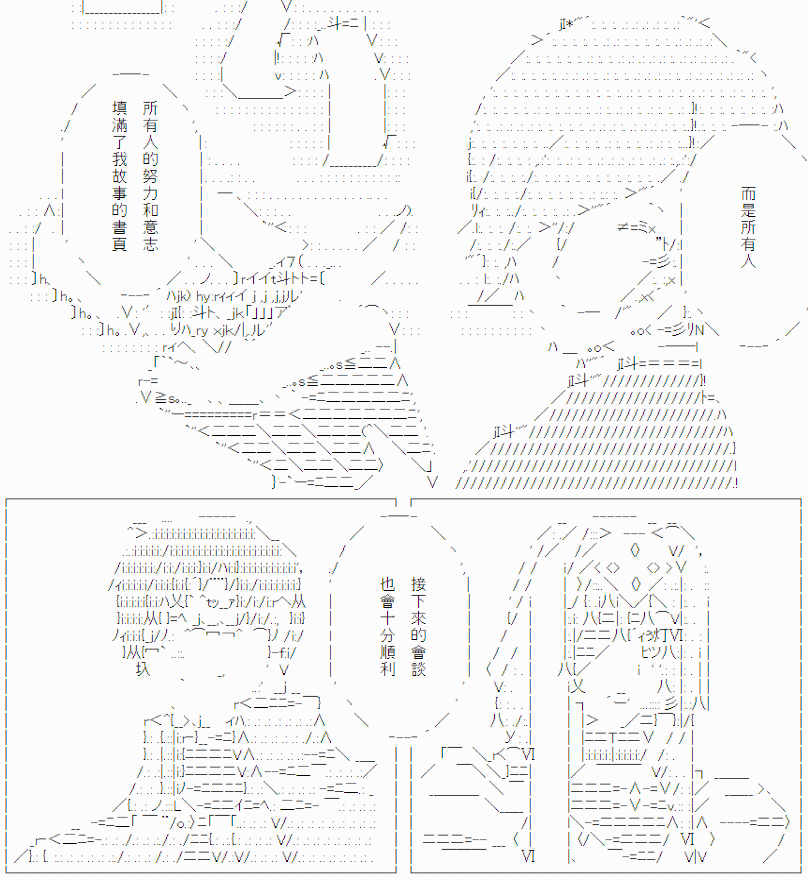 所有人的努力和意志
填滿了我故事的書頁
而是所有人
接下來的會談
也會十分順利